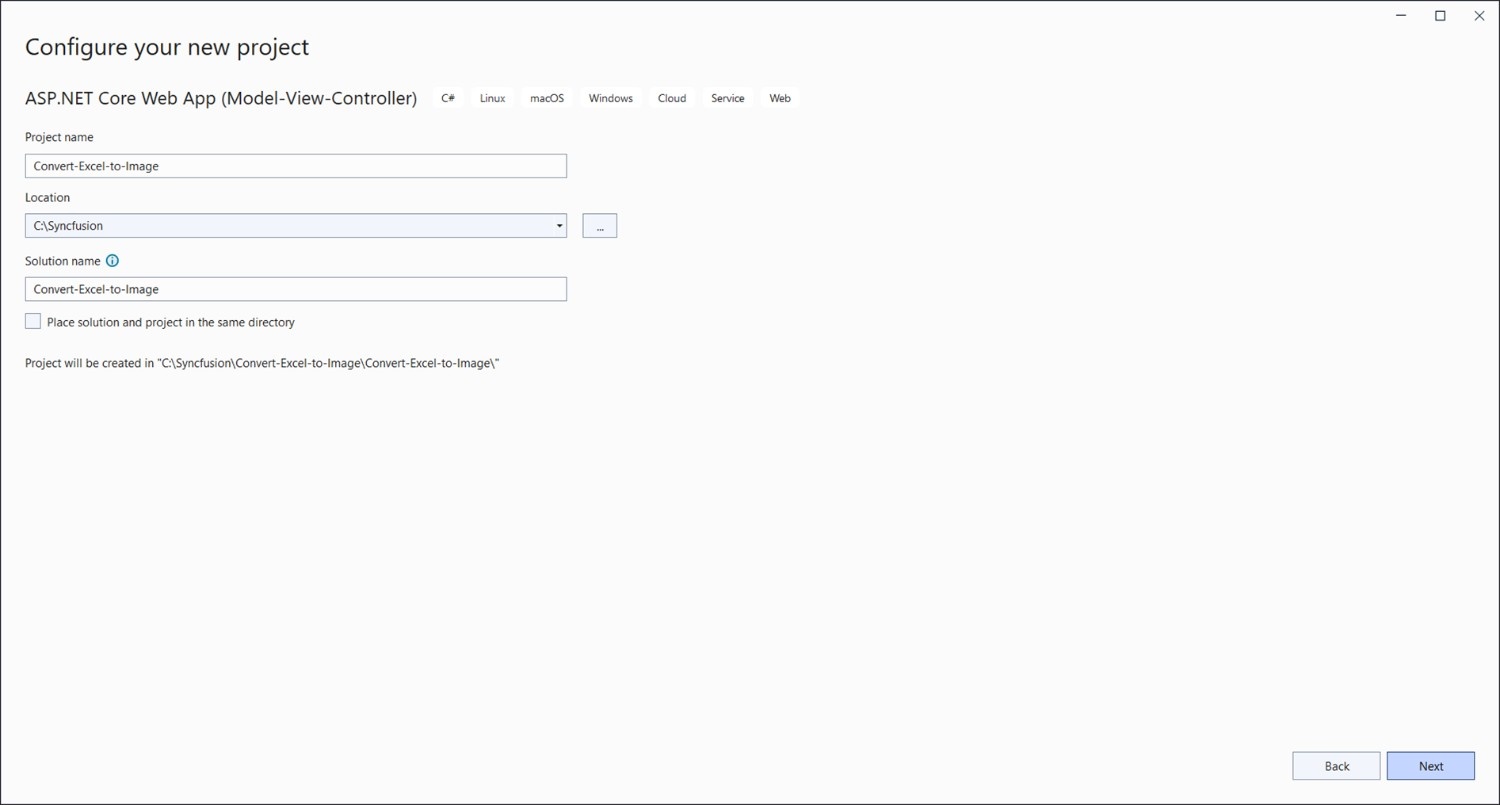 Configure your new project
ASP.NET Core Web App (Model-View-Controller) C# Linux macOS Windows Cloud Service Web
Project name
Convert-Excel-to-Image
Location
C:\Syncfusion
...
Solution name
Convert-Excel-to-Image
Place solution and project in the same directory
Project will be created in "C:\Syncfusion\Convert-Excel-to-Image\Convert-Excel-to-Image\"
Back Next